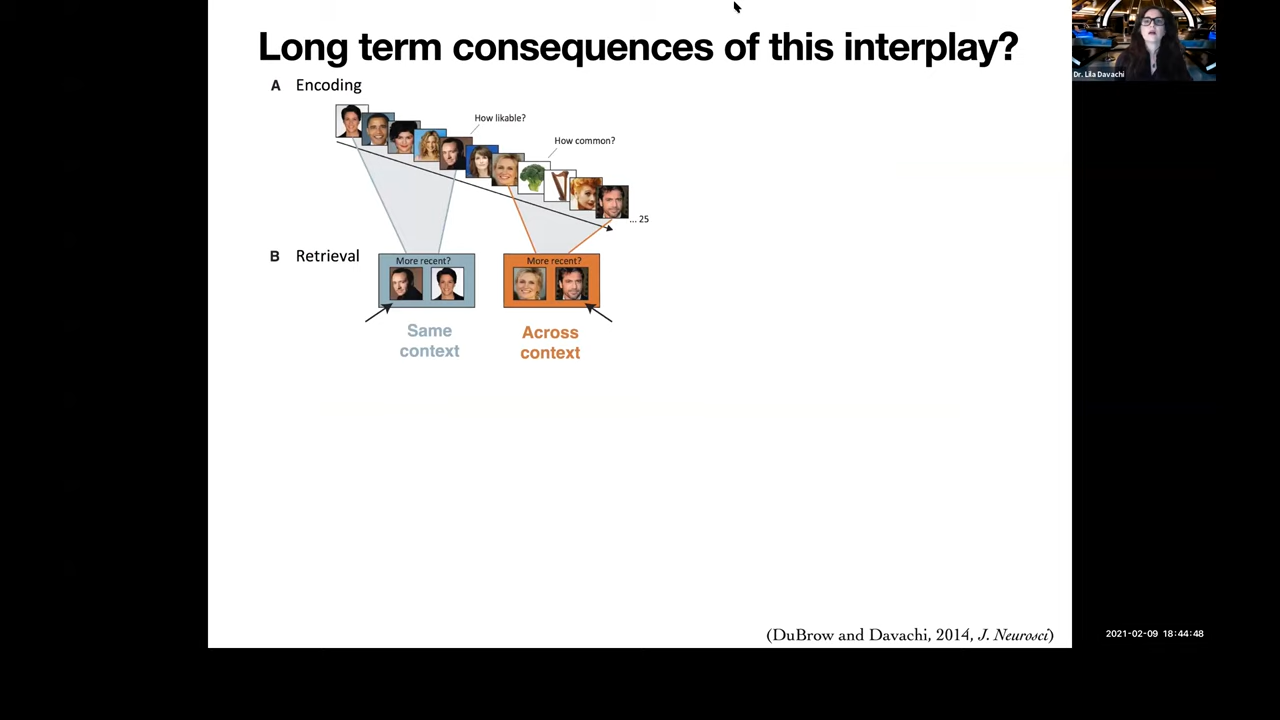 Long term consequences of this interplay?
A Encoding
How likable?
How common?
... 25
B Retrieval
More recent?
More recent?
Same
context
Across
context
(DuBrow and Davachi, 2014, J. Neurosci)
Dr. Lila Davachi
2021-02-09 18:44:48